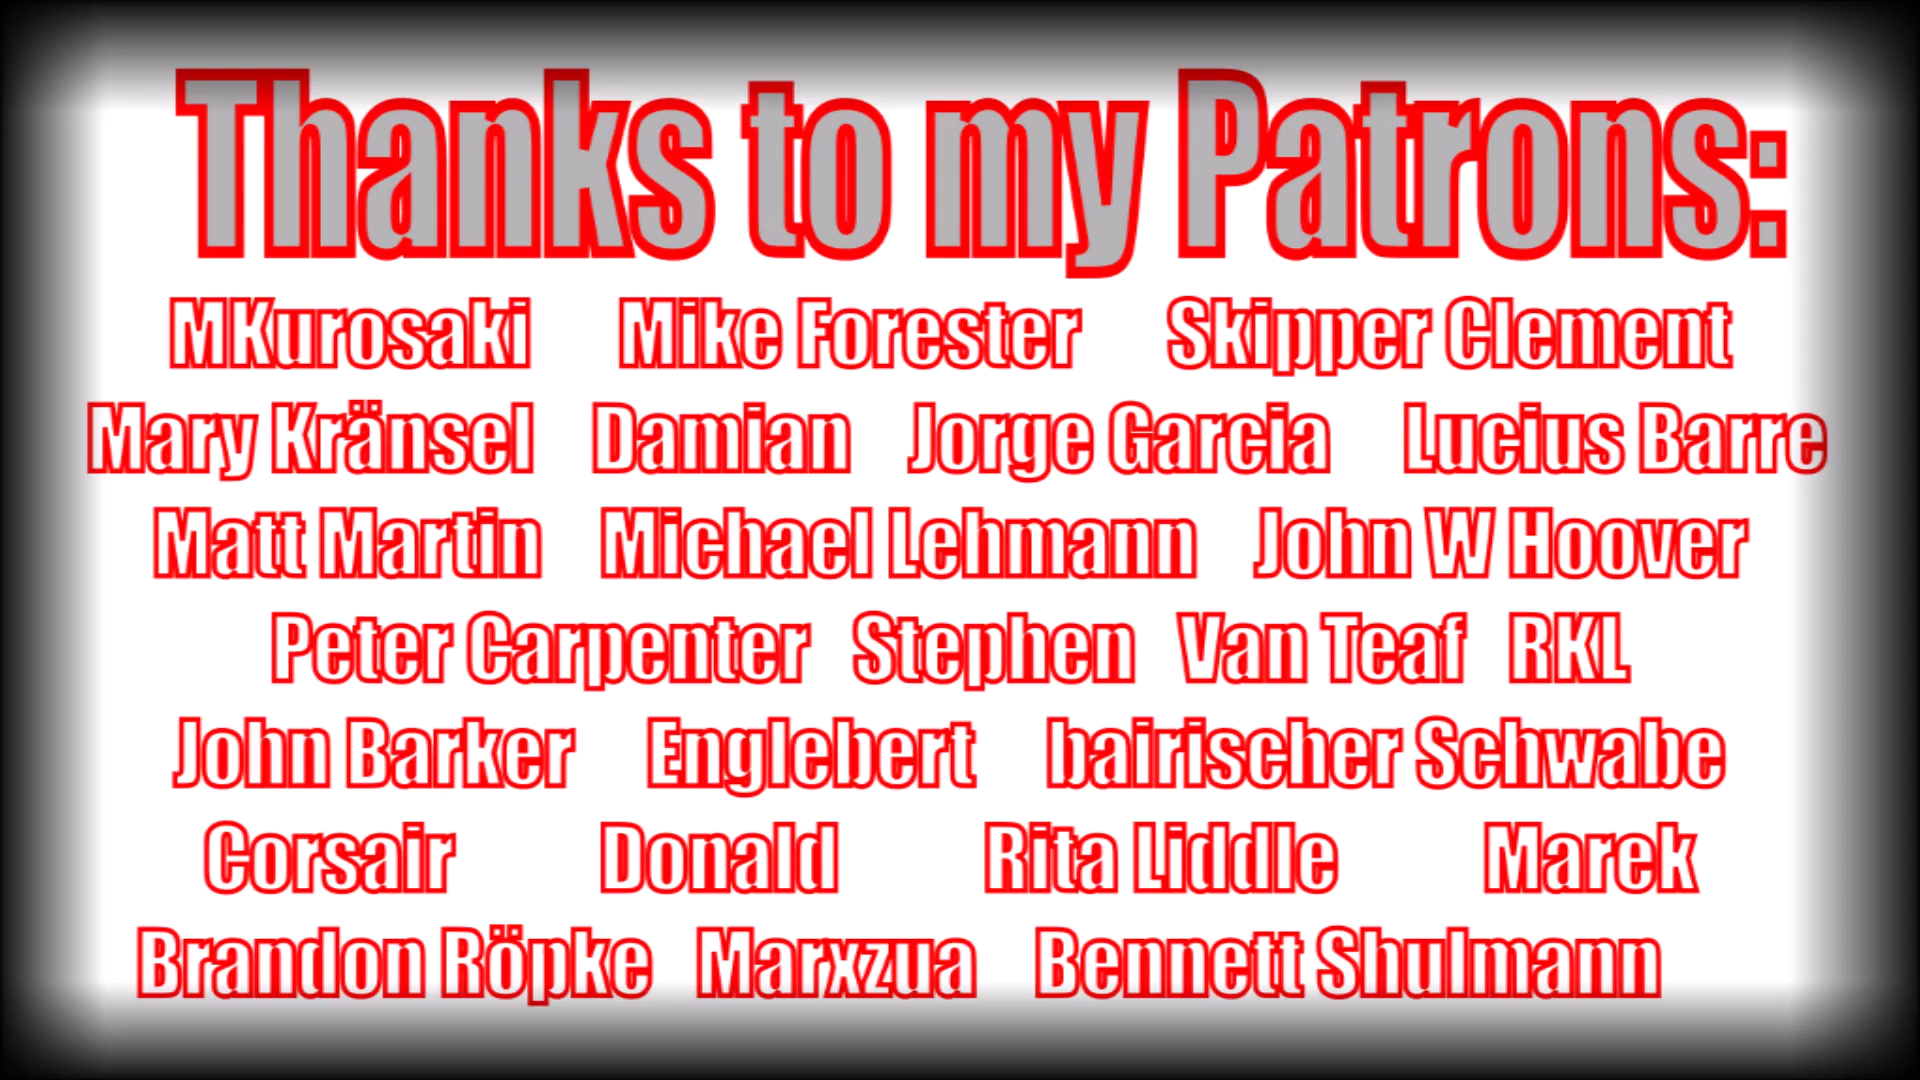 Thanks to my Patrons:
MKurosaki Mike Forester Skipper Clement
Mary Kränsel Damian Jorge Garcia Lucius Barre
Matt Martin Michael Lehmann John W Hoover
Peter Carpenter Stephen Van Teaf RKL
John Barker Englebert bairischer Schwabe
Corsair Donald Rita Liddle Marek
Brandon Röpke Marxzua Bennett Shulmann